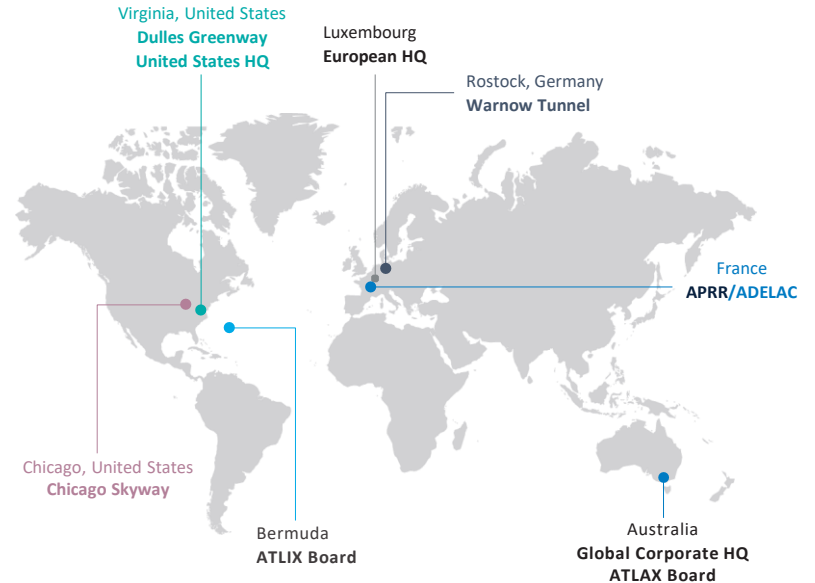 Virginia, United States
Dulles Greenway
United States HQ
Luxembourg
European HQ
Rostock, Germany
Warnow Tunnel
France
APRR/ADELAC
Chicago, United States
Chicago Skyway
Bermuda
ATLIX Board
Australia
Global Corporate HQ
ATLAX Board